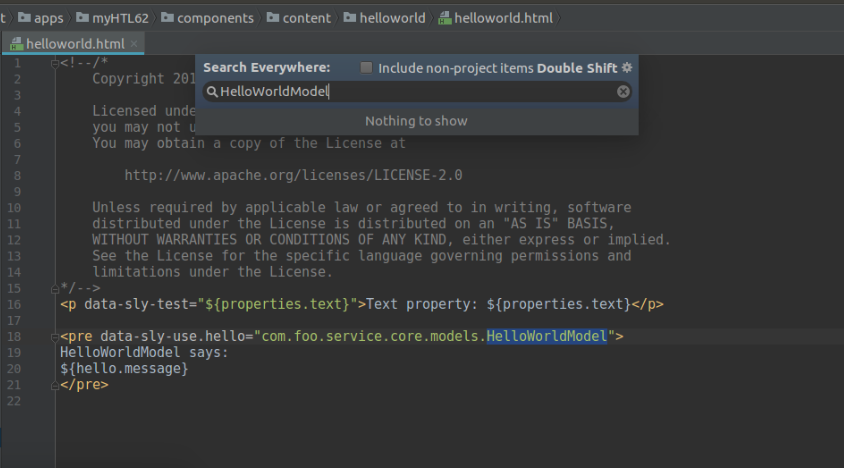 t apps myHTL62 components content helloworld helloworld.html
helloworld.html
Search Everywhere: Include non-project items Double Shift
HelloWorldModel
Nothing to show
1 <!--/*
2 Copyright 201
3
4 Licensed unde
5 you may not u
6 You may obtain a copy of the License at
7
8 http://www.apache.org/licenses/LICENSE-2.0
9
10 Unless required by applicable law or agreed to in writing, software
11 distributed under the License is distributed on an "AS IS" BASIS,
12 WITHOUT WARRANTIES OR CONDITIONS OF ANY KIND, either express or implied.
13 See the License for the specific language governing permissions and
14 limitations under the License.
15 */-->
16 <p data-sly-test="${properties.text}">Text property: ${properties.text}</p>
17
18 <pre data-sly-use.hello="com.foo.service.core.models.HelloWorldModel">
19 HelloWorldModel says:
20 ${hello.message}
21 </pre>
22